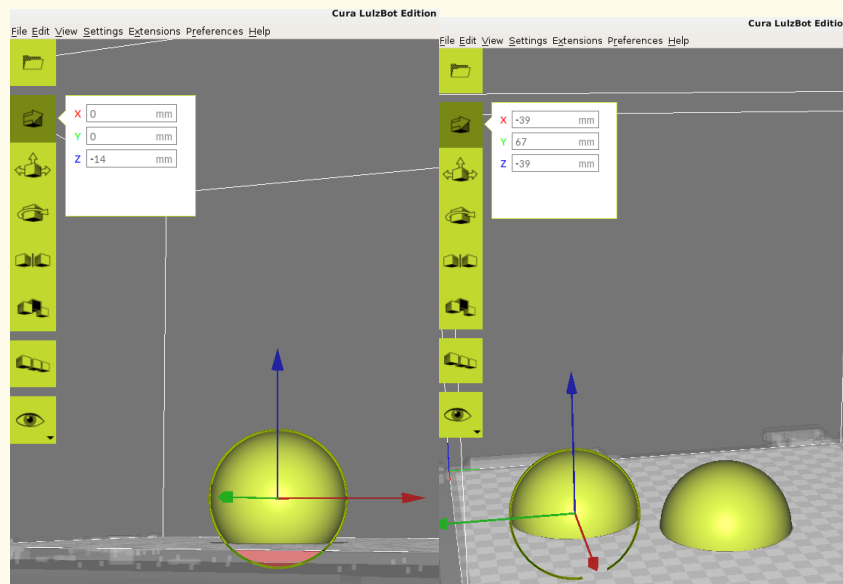 Cura LulzBot Edition
File Edit View Settings Extensions Preferences Help
X 0 mm
Y 0 mm
Z -14 mm
Cura LulzBot Editio
File Edit View Settings Extensions Preferences Help
X -39 mm
Y 67 mm
Z -39 mm